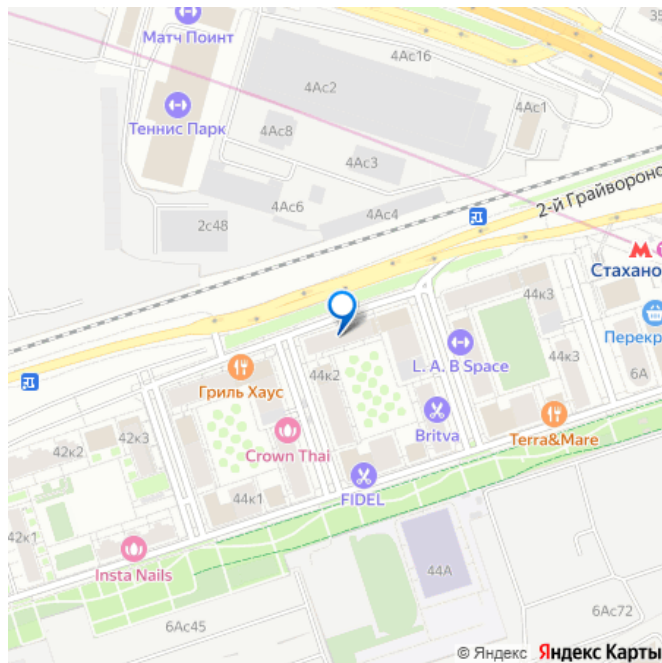 35
Матч Поинт
4Ас16
4Ас2
4Ас1
Теннис Парк
4Ас8
4Ас3
2-й Грайвороно
4Ас6
4Ас4
2с48
М
Стахано
44к3
Перекр
L. A. B Space
44к3
Гриль Хаус
44к2
6А
Britva
Terra&Mare
Crown Thai
42к3
42к2
FIDEL
44к1
42к1
Insta Nails
44А
6Ас72
6Ас45
© Яндекс Яндекс Карты